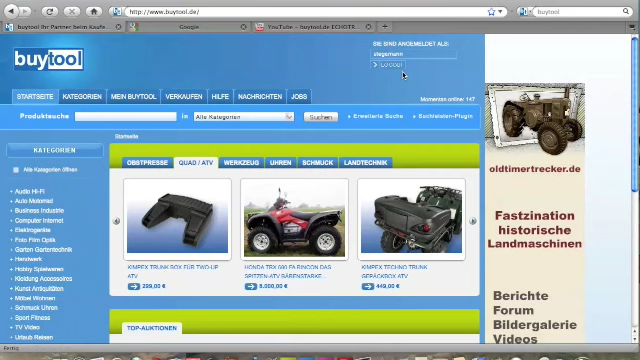 buytool Ihr Partner beim Kaufe...
Google
YouTube - buytool.de ECHOTR...
http://www.buytool.de/
buytool
buytool
SIE SIND ANGEMELDET ALS:
stegemann
LOGOUT
STARTSEITE KATEGORIEN MEIN BUYTOOL VERKAUFEN HILFE NACHRICHTEN JOBS
Momentan online: 147
Produktsuche in Alle Kategorien Suchen Erweiterte Suche Suchleisten-Plugin
Startseite
KATEGORIEN
Alle Kategorien öffnen
Audio Hi-Fi
Auto Motorrad
Business Industrie
Computer Internet
Elektrogeräte
Foto Film Optik
Garten Gartentechnik
Handwerk
Hobby Spielwaren
Kleidung Accessoires
Kunst Antiquitäten
Möbel Wohnen
Schmuck Uhren
Sport Fitness
TV Video
Urlaub Reisen
OBSTPRESSE QUAD / ATV WERKZEUG UHREN SCHMUCK LANDTECHNIK
KIMPEX TRUNK BOX FÜR TWO-UP
ATV
299,00 €
HONDA TRX 680 FA RINCON DAS
SPITZEN-ATV BÄRENSTARKE...
8.000,00 €
KIMPEX TECHNO TRUNK
GEPÄCKBOX ATV
449,00 €
TOP-AUKTIONEN
oldtimertrecker.de
Fastzination
historische
Landmaschinen
Berichte
Forum
Bildergalerie
Videos
Fertig